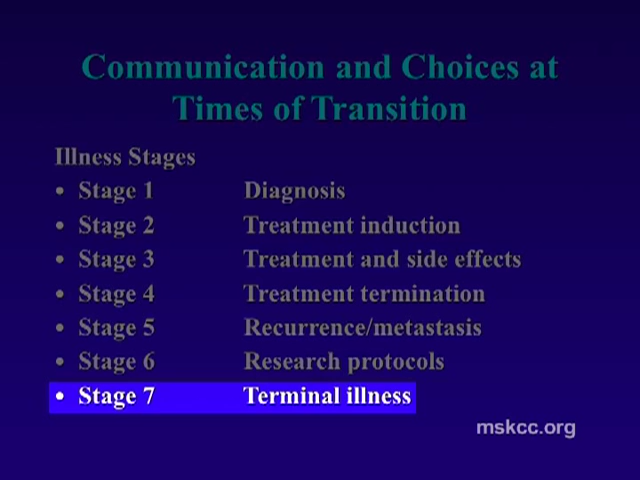 Communication and Choices at
Times of Transition
Illness Stages
• Stage 1 Diagnosis
• Stage 2 Treatment induction
• Stage 3 Treatment and side effects
• Stage 4 Treatment termination
• Stage 5 Recurrence/metastasis
• Stage 6 Research protocols
• Stage 7 Terminal illness
mskcc.org